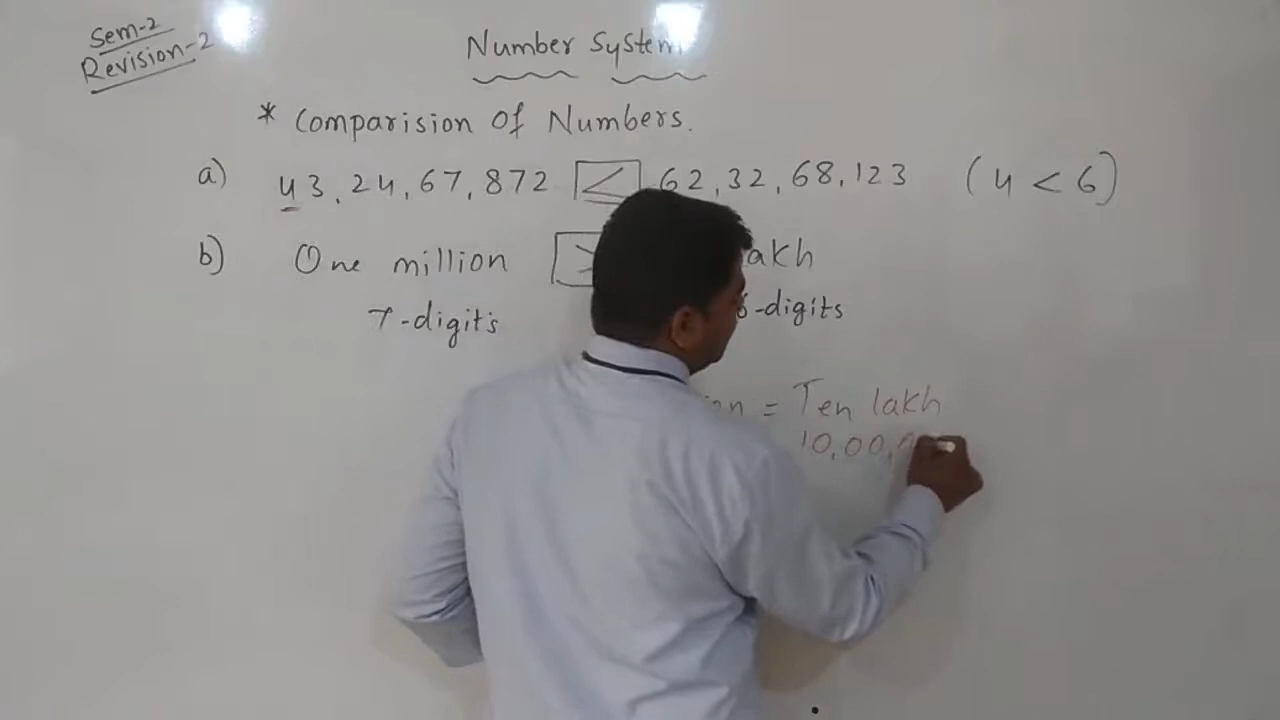 Sem-2
Revision-2
Number System
* Comparision Of Numbers.
a) 43,24,67,872 < 62,32,68,123 (4 < 6)
b) One million > lakh
7-digits -digits
= Ten lakh
10,00,